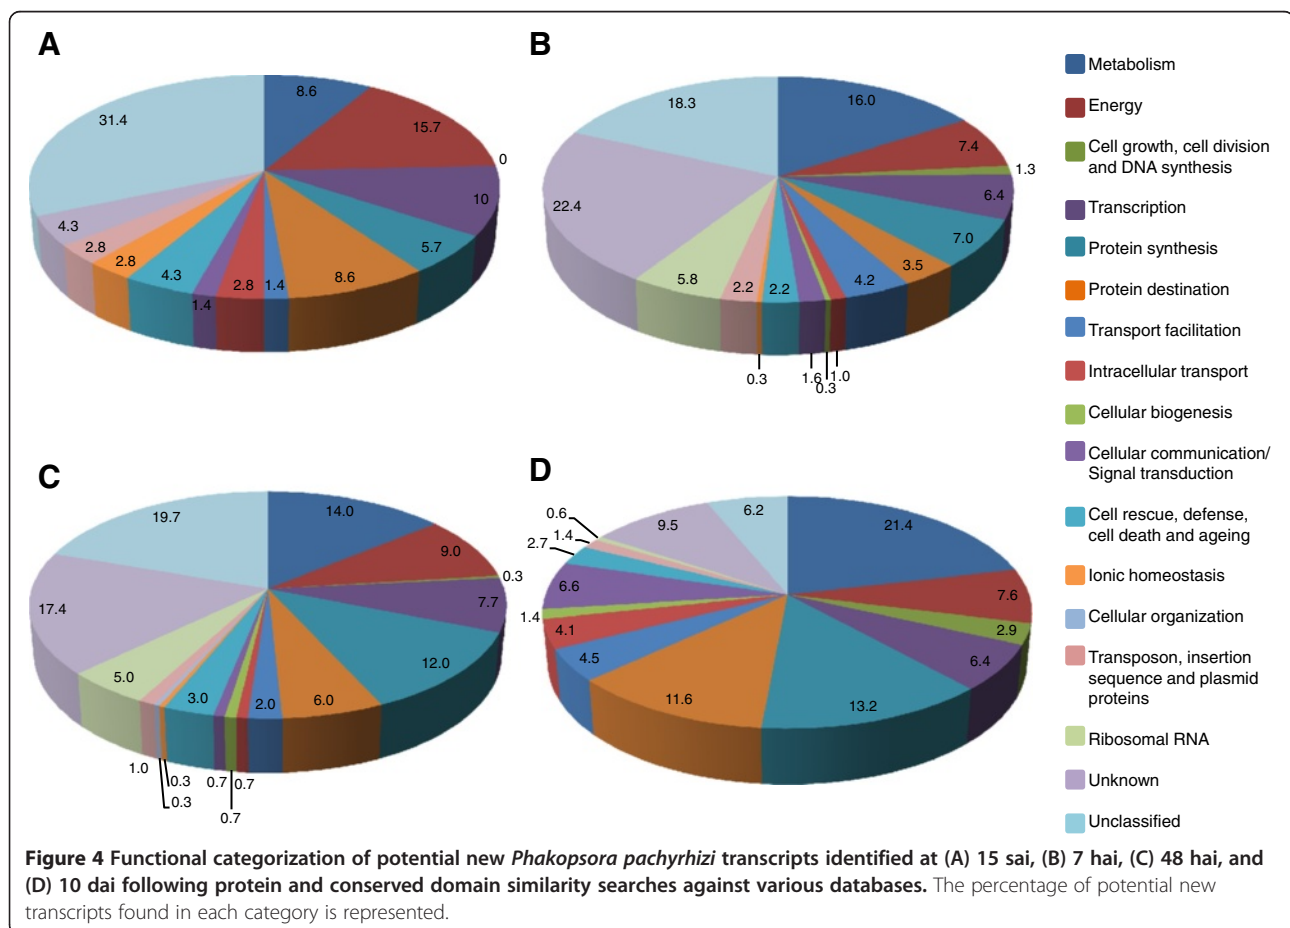 A
8.6
15.7
0
10
5.7
8.6
1.4
2.8
1.4
4.3
2.8
2.8
4.3
31.4
B
16.0
7.4
1.3
6.4
7.0
3.5
4.2
1.0
0.3
1.6
2.2
0.3
2.2
5.8
22.4
18.3
C
14.0
9.0
0.3
7.7
12.0
6.0
2.0
0.7
0.7
0.7
3.0
0.3
0.3
1.0
5.0
17.4
19.7
D
21.4
7.6
2.9
6.4
13.2
11.6
4.5
4.1
1.4
6.6
2.7
1.4
0.6
9.5
6.2
Metabolism
Energy
Cell growth, cell division
and DNA synthesis
Transcription
Protein synthesis
Protein destination
Transport facilitation
Intracellular transport
Cellular biogenesis
Cellular communication/
Signal transduction
Cell rescue, defense,
cell death and ageing
Ionic homeostasis
Cellular organization
Transposon, insertion
sequence and plasmid
proteins
Ribosomal RNA
Unknown
Unclassified
Figure 4 Functional categorization of potential new Phakopsora pachyrhizi transcripts identified at (A) 15 sai, (B) 7 hai, (C) 48 hai, and
(D) 10 dai following protein and conserved domain similarity searches against various databases. The percentage of potential new
transcripts found in each category is represented.